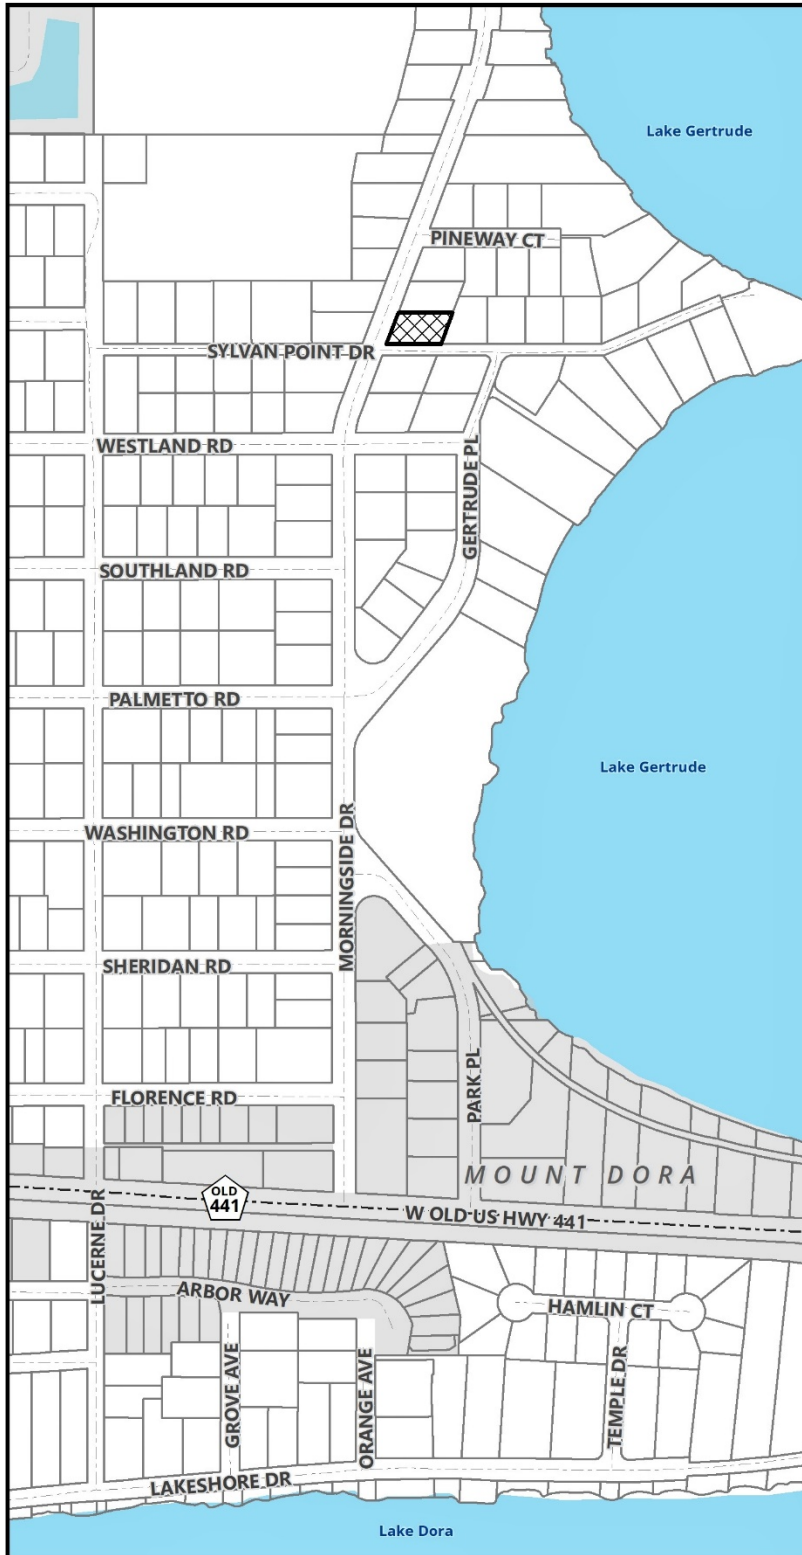 Lake Gertrude
PINEWAY CT
SYLVAN POINT DR
WESTLAND RD
GERTRUDE PL
SOUTHLAND RD
PALMETTO RD
Lake Gertrude
WASHINGTON RD
MORNINGSIDE DR
SHERIDAN RD
PARK PL
FLORENCE RD
MOUNT DORA
OLD
441
W OLD US HWY 441
LUCERNE DR
ARBOR WAY
HAMLIN CT
GROVE AVE
ORANGE AVE
TEMPLE DR
LAKESHORE DR
Lake Dora